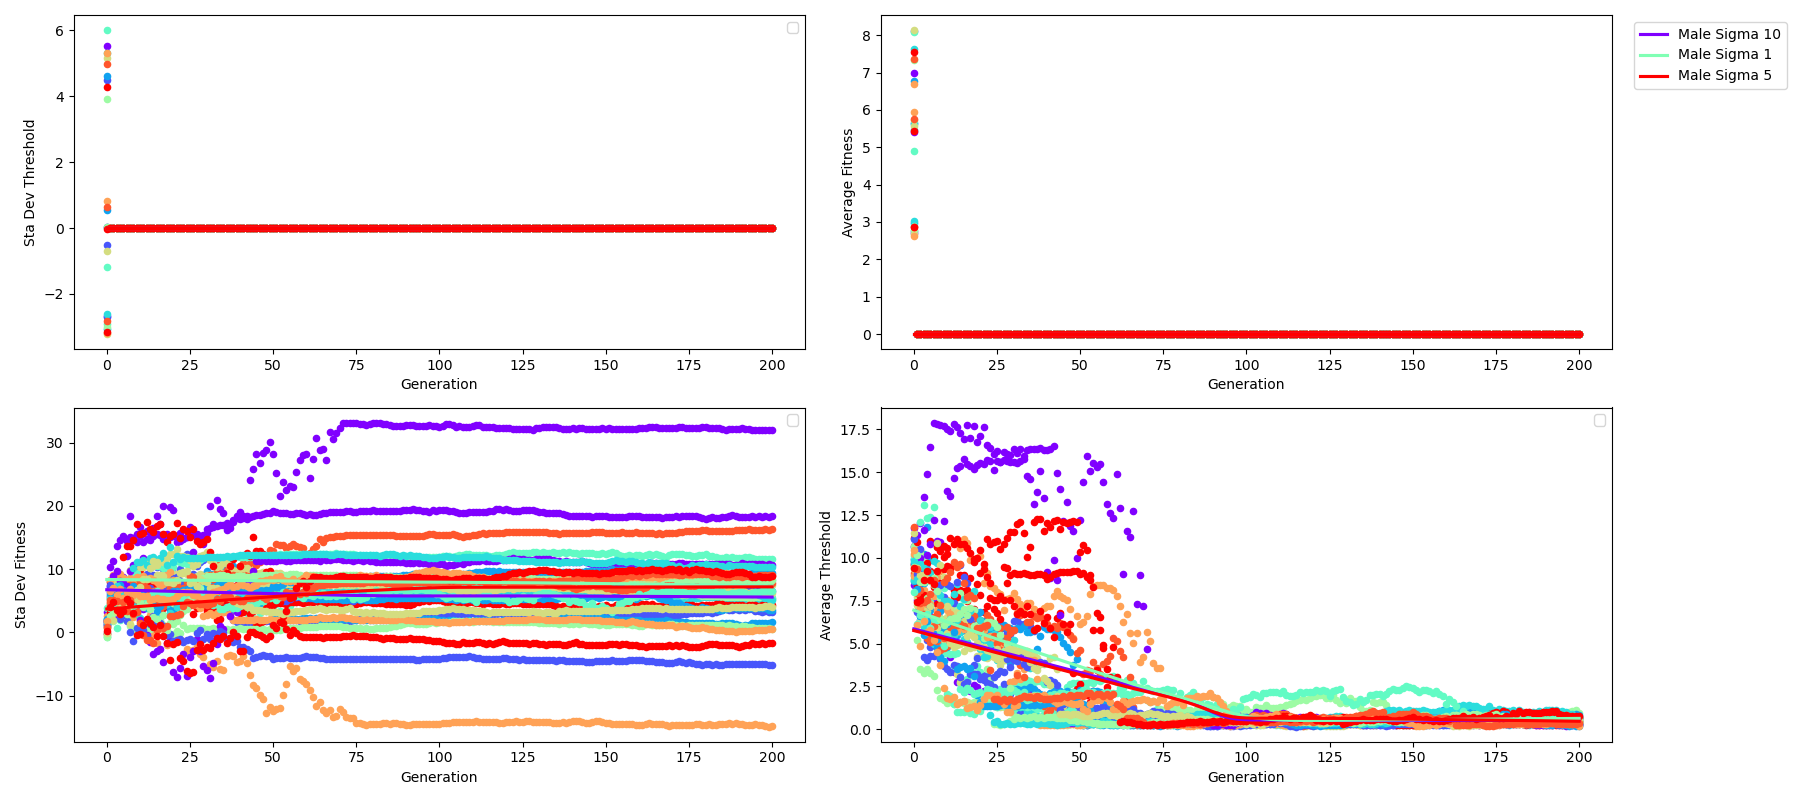 Sta Dev Threshold
6
4
2
0
−2
0 25 50 75 100 125 150 175 200
Generation
Average Fitness
8
7
6
5
4
3
2
1
0
0 25 50 75 100 125 150 175 200
Generation
Male Sigma 10
Male Sigma 1
Male Sigma 5
Sta Dev Fitness
30
20
10
0
−10
0 25 50 75 100 125 150 175 200
Generation
Average Threshold
17.5
15.0
12.5
10.0
7.5
5.0
2.5
0.0
0 25 50 75 100 125 150 175 200
Generation